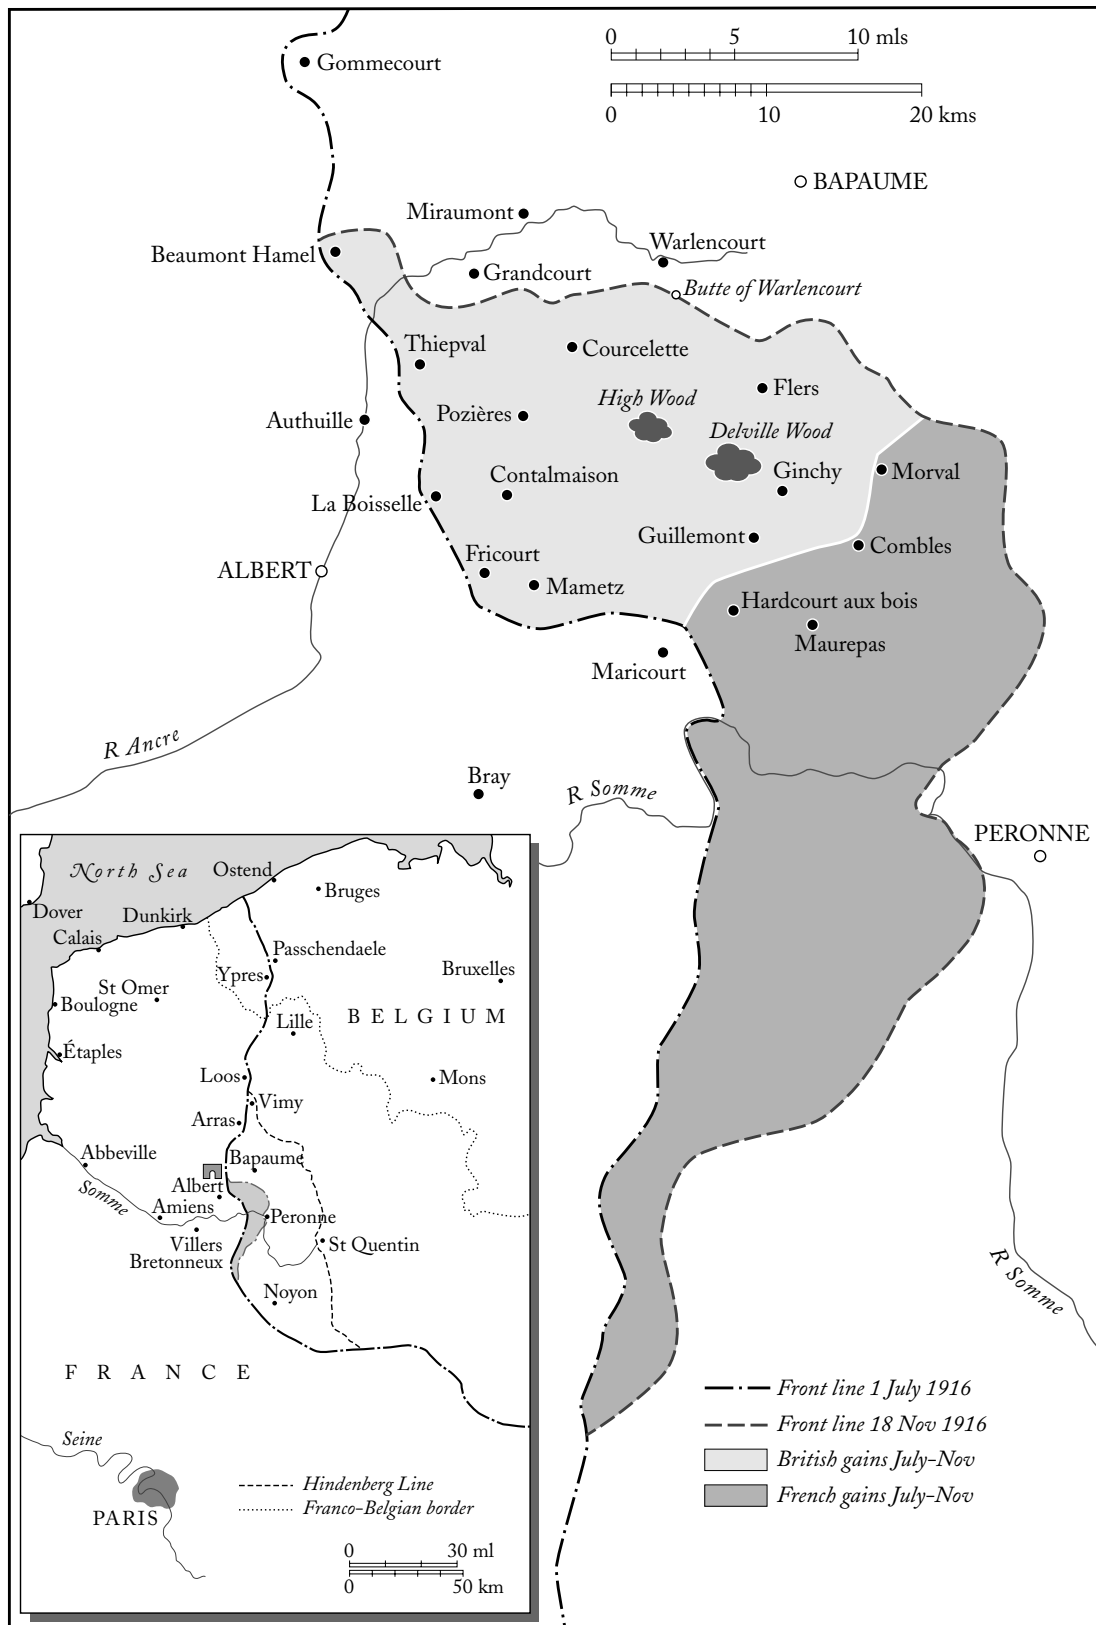 0 5 10 mls
0 10 20 kms
Gommecourt
BAPAUME
Miraumont
Warlencourt
Beaumont Hamel
Grandcourt
Butte of Warlencourt
Thiepval
Courcelette
Flers
High Wood
Pozières
Authuille
Delville Wood
Ginchy
Morval
Contalmaison
La Boisselle
Guillemont
Combles
Fricourt
ALBERT
Mametz
Hardcourt aux bois
Maurepas
Maricourt
R Ancre
Bray
R Somme
PERONNE
R Somme
Front line 1 July 1916
Front line 18 Nov 1916
British gains July-Nov
French gains July-Nov
North Sea
Ostend
Bruges
Dover
Dunkirk
Calais
Passchendaele
Ypres
Bruxelles
St Omer
Boulogne
BELGIUM
Lille
Étaples
Loos
Mons
Vimy
Arras
Abbeville
Bapaume
Somme
Albert
Amiens
Peronne
Villers
Bretonneux
St Quentin
Noyon
FRANCE
Seine
PARIS
Hindenberg Line
Franco-Belgian border
0 30 ml
0 50 km